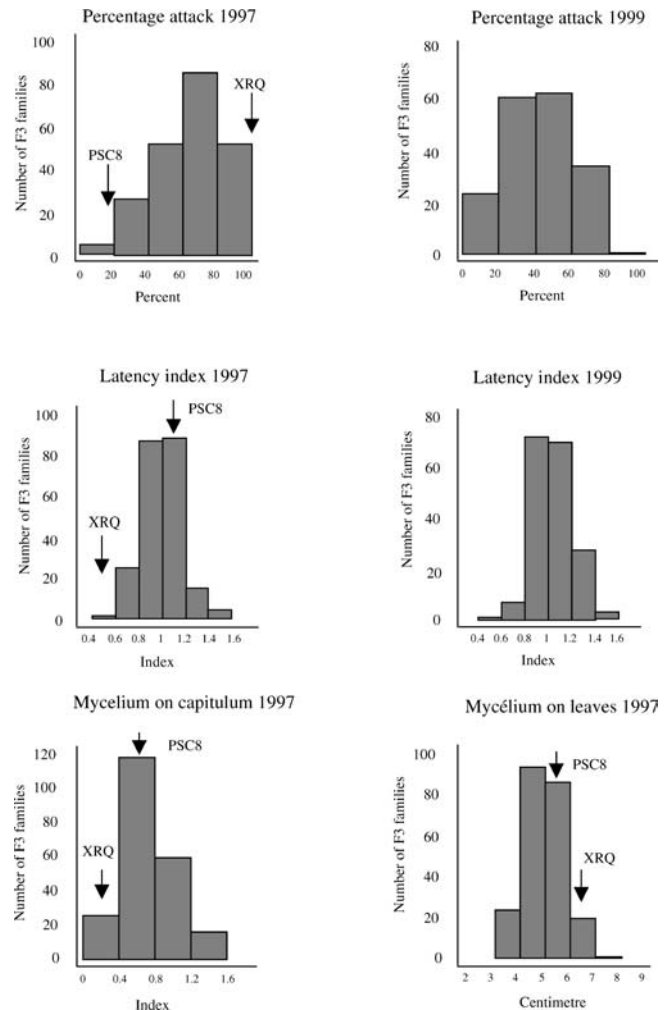 Percentage attack 1997
Number of F3 families
100
80
60
40
20
0
PSC8
XRQ
0 20 40 60 80 100
Percent
Percentage attack 1999
Number of F3 families
80
60
40
20
0
0 20 40 60 80 100
Percent
Latency index 1997
Number of F3 families
100
80
60
40
20
0
XRQ
PSC8
0.4 0.6 0.8 1 1.2 1.4 1.6
Index
Latency index 1999
Number of F3 families
80
60
40
20
0
0.4 0.6 0.8 1 1.2 1.4 1.6
Index
Mycelium on capitulum 1997
Number of F3 families
120
100
80
60
40
20
0
XRQ
PSC8
0 0.4 0.8 1.2 1.6
Index
Mycélium on leaves 1997
Number of F3 families
100
80
60
40
20
0
PSC8
XRQ
2 3 4 5 6 7 8 9
Centimetre